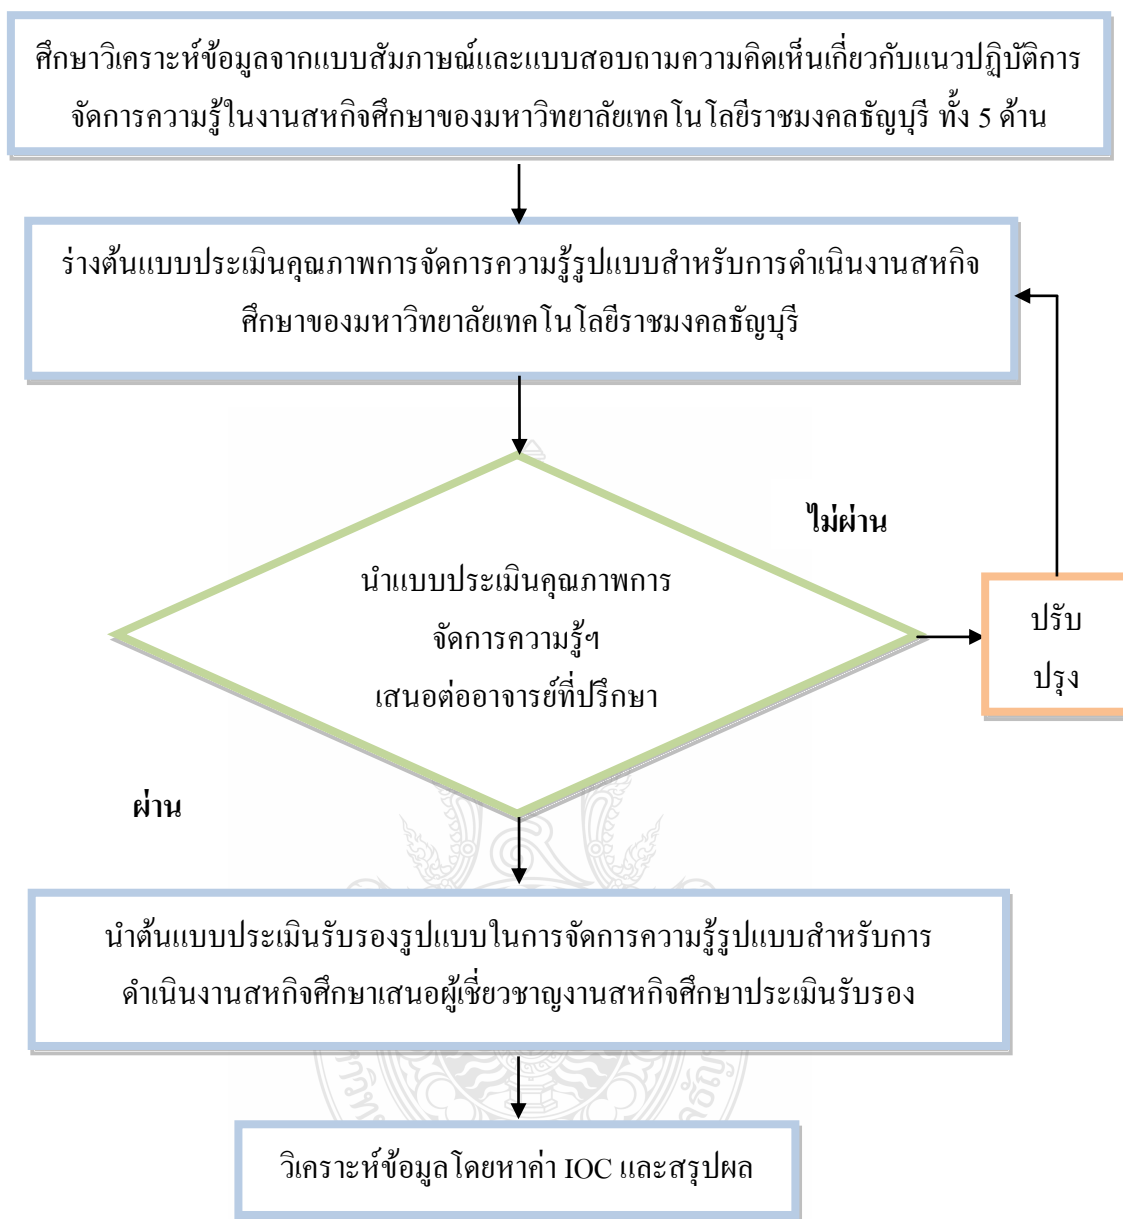 ศึกษาวิเคราะห์ข้อมูลจากแบบสัมภาษณ์และแบบสอบถามความคิดเห็นเกี่ยวกับแนวปฏิบัติการ
จัดการความรู้ในงานสหกิจศึกษาของมหาวิทยาลัยเทคโนโลยีราชมงคลธัญบุรี ทั้ง 5 ด้าน
ร่างต้นแบบประเมินคุณภาพการจัดการความรู้รูปแบบสำหรับการดำเนินงานสหกิจ
ศึกษาของมหาวิทยาลัยเทคโนโลยีราชมงคลธัญบุรี
ไม่ผ่าน
นำแบบประเมินคุณภาพการ
จัดการความรู้ฯ
เสนอต่ออาจารย์ที่ปรึกษา
ปรับ
ปรุง
ผ่าน
นำต้นแบบประเมินรับรองรูปแบบในการจัดการความรู้รูปแบบสำหรับการ
ดำเนินงานสหกิจศึกษาเสนอผู้เชี่ยวชาญงานสหกิจศึกษาประเมินรับรอง
วิเคราะห์ข้อมูลโดยหาค่า IOC และสรุปผล